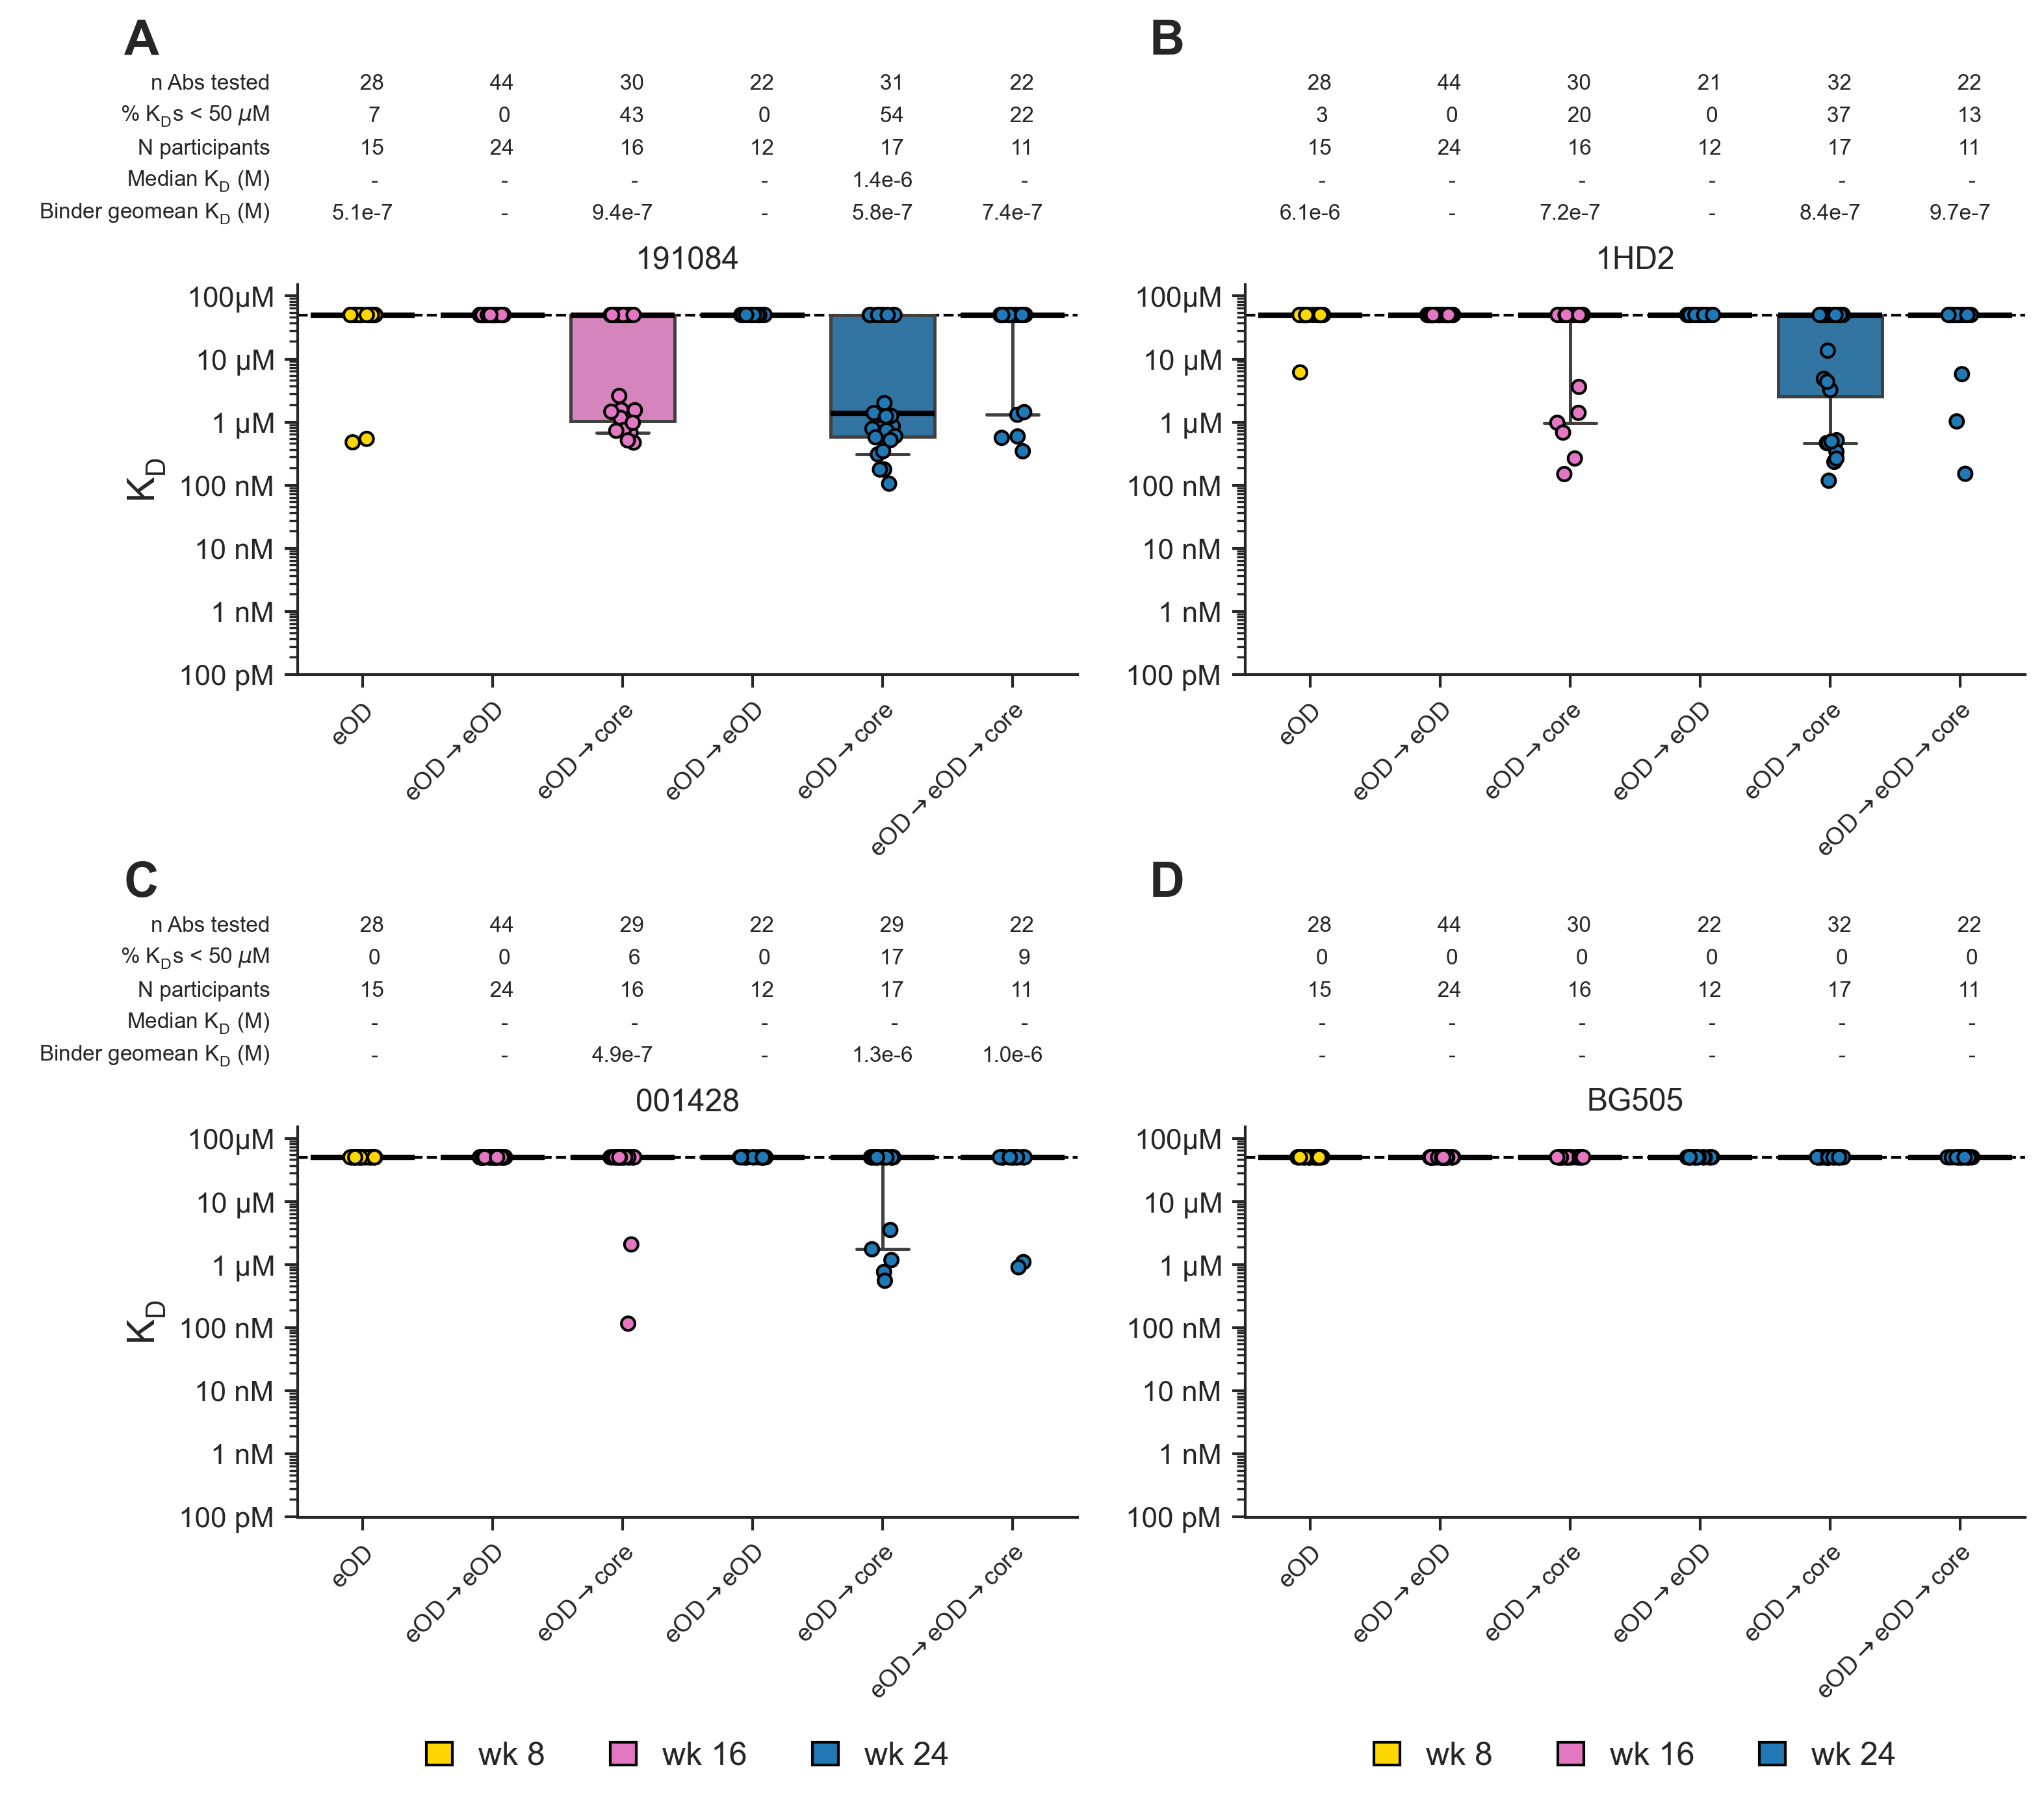 A
n Abs tested 28 44 30 22 31 22
% KDs < 50 µM 7 0 43 0 54 22
N participants 15 24 16 12 17 11
Median KD (M) - - - - 1.4e-6 -
Binder geomean KD (M) 5.1e-7 - 9.4e-7 - 5.8e-7 7.4e-7
191084
100µM
10 µM
1 µM
100 nM
10 nM
1 nM
100 pM
KD
eOD
eOD→eOD
eOD→core
eOD→eOD
eOD→core
eOD→eOD→core
B
28 44 30 21 32 22
3 0 20 0 37 13
15 24 16 12 17 11
- - - - - -
6.1e-6 - 7.2e-7 - 8.4e-7 9.7e-7
1HD2
100µM
10 µM
1 µM
100 nM
10 nM
1 nM
100 pM
eOD
eOD→eOD
eOD→core
eOD→eOD
eOD→core
eOD→eOD→core
C
n Abs tested 28 44 29 22 29 22
% KDs < 50 µM 0 0 6 0 17 9
N participants 15 24 16 12 17 11
Median KD (M) - - - - - -
Binder geomean KD (M) - - 4.9e-7 - 1.3e-6 1.0e-6
001428
100µM
10 µM
1 µM
100 nM
10 nM
1 nM
100 pM
KD
eOD
eOD→eOD
eOD→core
eOD→eOD
eOD→core
eOD→eOD→core
D
28 44 30 22 32 22
0 0 0 0 0 0
15 24 16 12 17 11
- - - - - -
- - - - - -
BG505
100µM
10 µM
1 µM
100 nM
10 nM
1 nM
100 pM
eOD
eOD→eOD
eOD→core
eOD→eOD
eOD→core
eOD→eOD→core
wk 8 wk 16 wk 24
wk 8 wk 16 wk 24